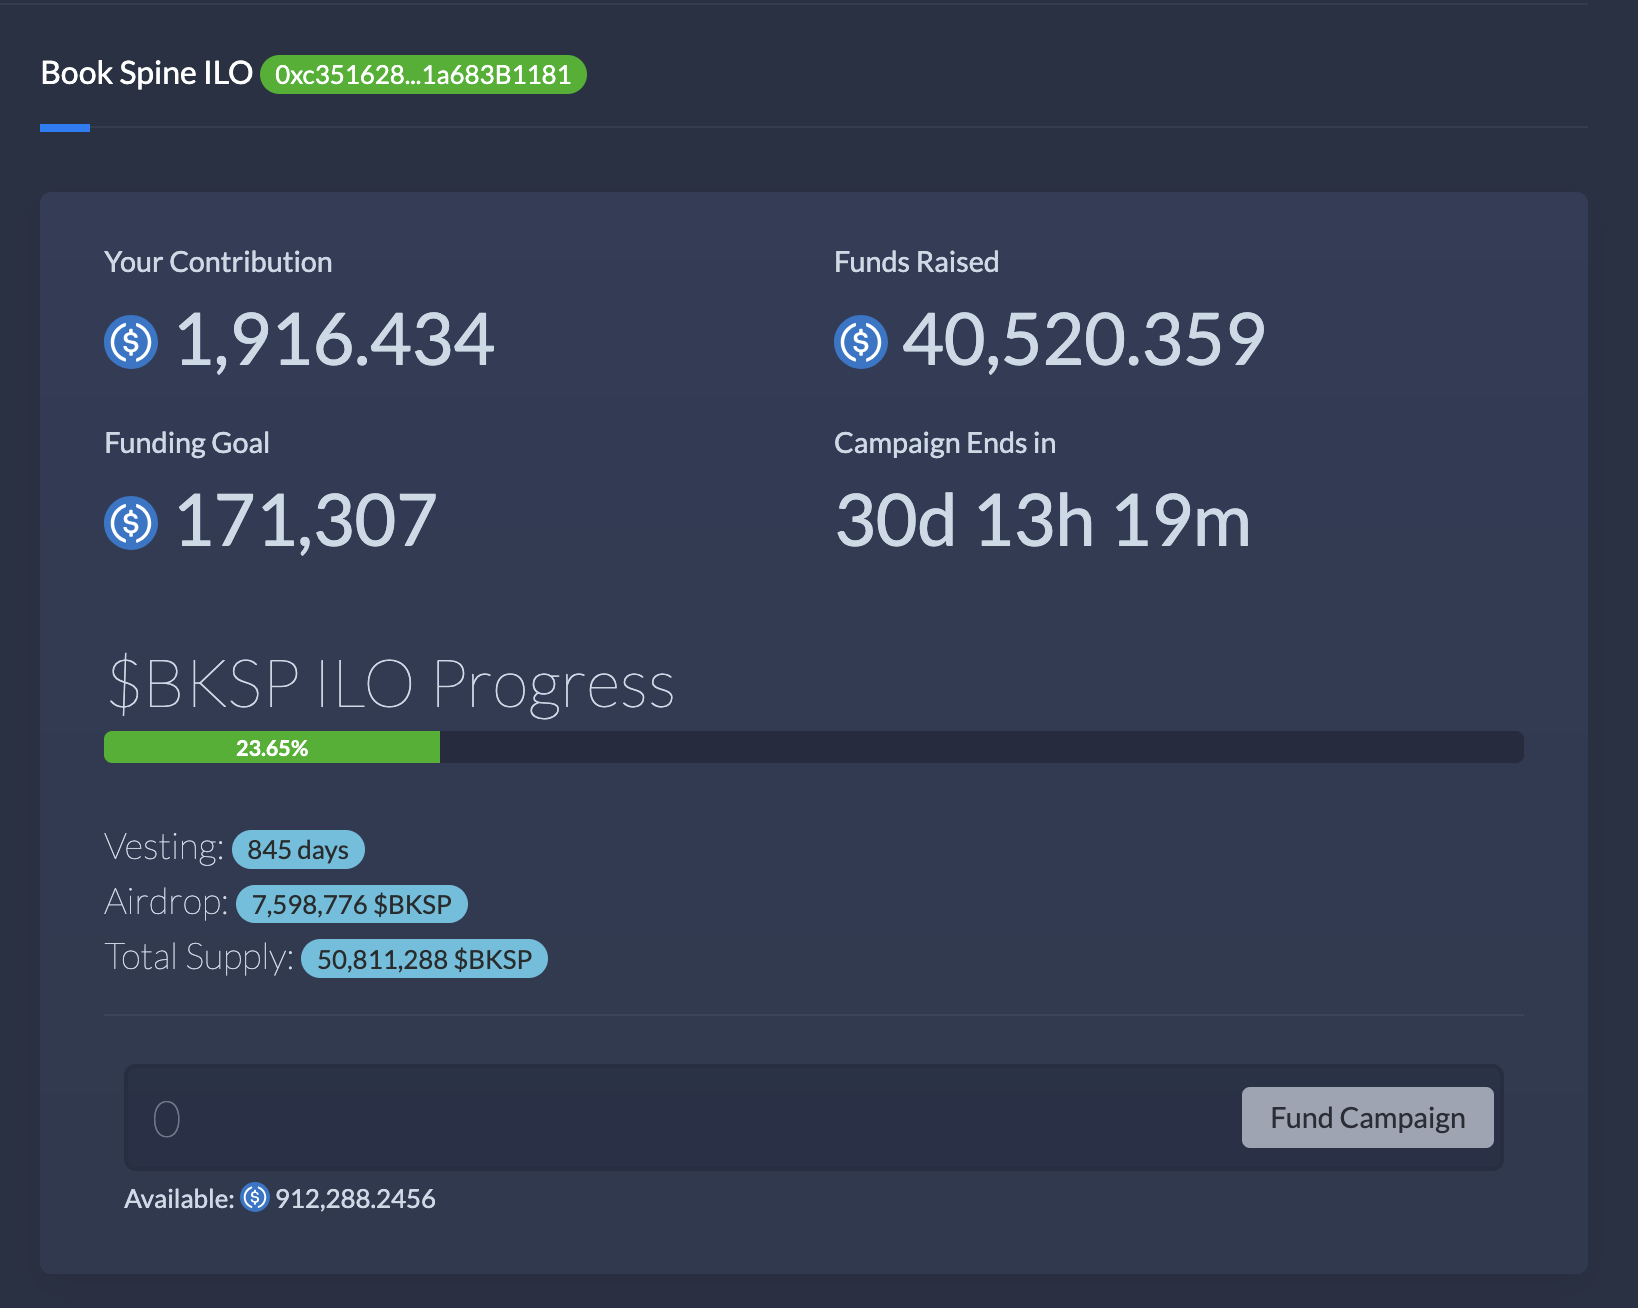 Book Spine ILO 0xc351628...1a683B1181
Your Contribution
1,916.434
Funds Raised
40,520.359
Funding Goal
171,307
Campaign Ends in
30d 13h 19m
$BKSP ILO Progress
23.65%
Vesting: 845 days
Airdrop: 7,598,776 $BKSP
Total Supply: 50,811,288 $BKSP
0
Fund Campaign
Available: 912,288.2456